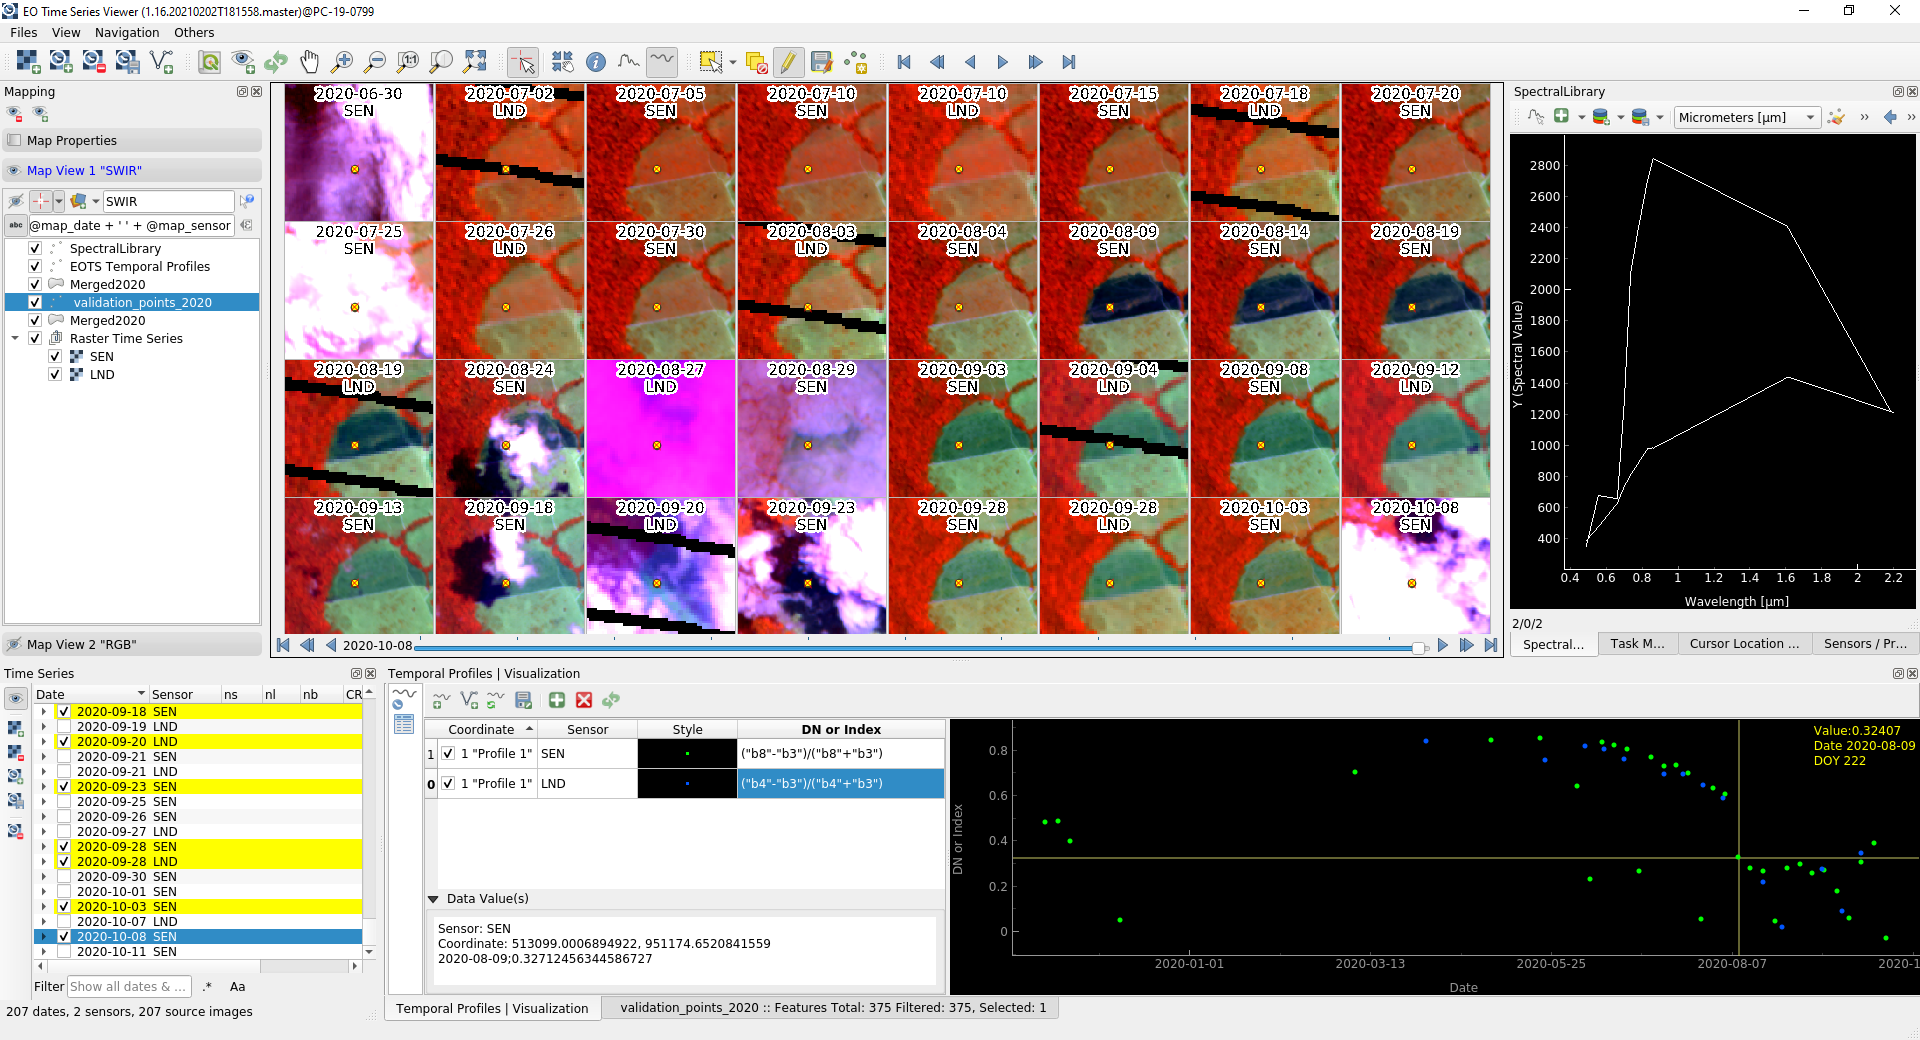 EO Time Series Viewer (1.16.20210202T181558.master)@PC-19-0799
Files View Navigation Others
Mapping
Map Properties
Map View 1 "SWIR"
SWIR
abc @map_date + ' ' + @map_sensor
SpectralLibrary
EOTS Temporal Profiles
Merged2020
validation_points_2020
Merged2020
Raster Time Series
SEN
LND
Map View 2 "RGB"
2020-06-30 2020-07-02 2020-07-05 2020-07-10 2020-07-10 2020-07-15 2020-07-18 2020-07-20
SEN LND SEN SEN LND SEN LND SEN
2020-07-25 2020-07-26 2020-07-30 2020-08-03 2020-08-04 2020-08-09 2020-08-14 2020-08-19
SEN LND SEN LND SEN SEN SEN SEN
2020-08-19 2020-08-24 2020-08-27 2020-08-29 2020-09-03 2020-09-04 2020-09-08 2020-09-12
LND SEN LND SEN SEN LND SEN LND
2020-09-13 2020-09-18 2020-09-20 2020-09-23 2020-09-28 2020-09-28 2020-10-03 2020-10-08
SEN SEN LND SEN SEN LND SEN SEN
2020-10-08
SpectralLibrary
Micrometers [µm]
Y (Spectral Value)
2800
2600
2400
2200
2000
1800
1600
1400
1200
1000
800
600
400
0.4 0.6 0.8 1 1.2 1.4 1.6 1.8 2 2.2
Wavelength [µm]
2/0/2
Spectral... Task M... Cursor Location ... Sensors / Pr...
Time Series
Date Sensor ns nl nb CR
2020-09-18 SEN
2020-09-19 LND
2020-09-20 LND
2020-09-21 SEN
2020-09-21 LND
2020-09-23 SEN
2020-09-25 SEN
2020-09-26 SEN
2020-09-27 LND
2020-09-28 SEN
2020-09-28 LND
2020-09-30 SEN
2020-10-01 SEN
2020-10-03 SEN
2020-10-07 LND
2020-10-08 SEN
2020-10-11 SEN
Filter Show all dates & ... .* Aa
207 dates, 2 sensors, 207 source images
Temporal Profiles | Visualization
Coordinate Sensor Style DN or Index
1 1 "Profile 1" SEN ("b8"-"b3")/("b8"+"b3")
0 1 "Profile 1" LND ("b4"-"b3")/("b4"+"b3")
Data Value(s)
Sensor: SEN
Coordinate: 513099.0006894922, 951174.6520841559
2020-08-09;0.32712456344586727
Value:0.32407
Date 2020-08-09
DOY 222
DN or Index
0.8
0.6
0.4
0.2
0
2020-01-01 2020-03-13 2020-05-25 2020-08-07 2020-1
Date
Temporal Profiles | Visualization validation_points_2020 :: Features Total: 375 Filtered: 375, Selected: 1